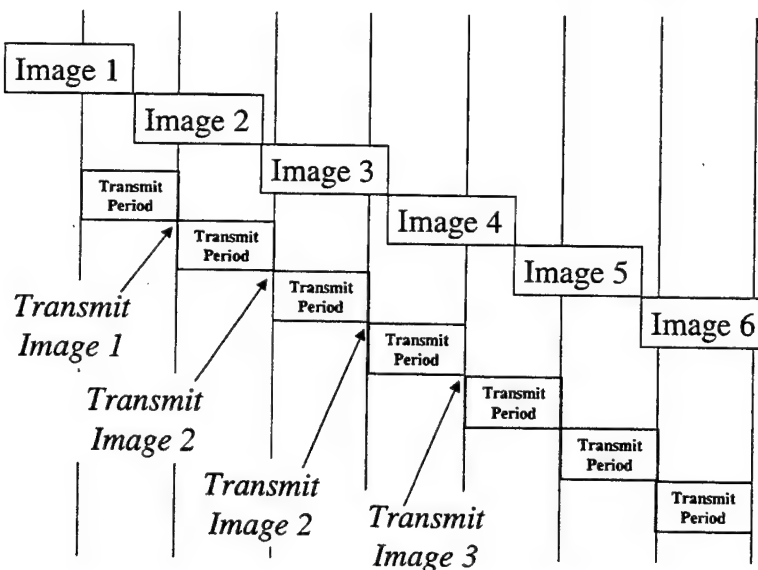 Image 1
Image 2
Image 3
Image 4
Image 5
Image 6
Transmit
Period
Transmit
Period
Transmit
Period
Transmit
Period
Transmit
Period
Transmit
Period
Transmit
Period
Transmit
Image 1
Transmit
Image 2
Transmit
Image 2
Transmit
Image 3